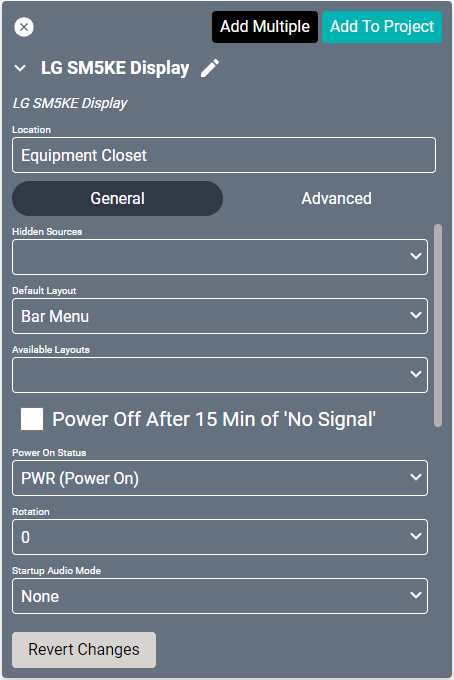 Add Multiple
Add To Project
LG SM5KE Display
LG SM5KE Display
Location
Equipment Closet
General
Advanced
Hidden Sources
Default Layout
Bar Menu
Available Layouts
Power Off After 15 Min of 'No Signal'
Power On Status
PWR (Power On)
Rotation
0
Startup Audio Mode
None
Revert Changes